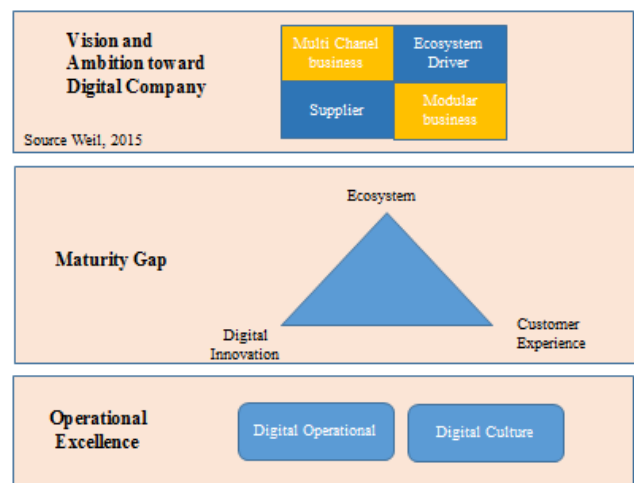 Vision and
Ambition toward
Digital Company
Multi Chanel
business
Ecosystem
Driver
Supplier
Modular
business
Source Weil, 2015
Ecosystem
Maturity Gap
Digital
Innovation
Customer
Experience
Operational
Excellence
Digital Operational
Digital Culture